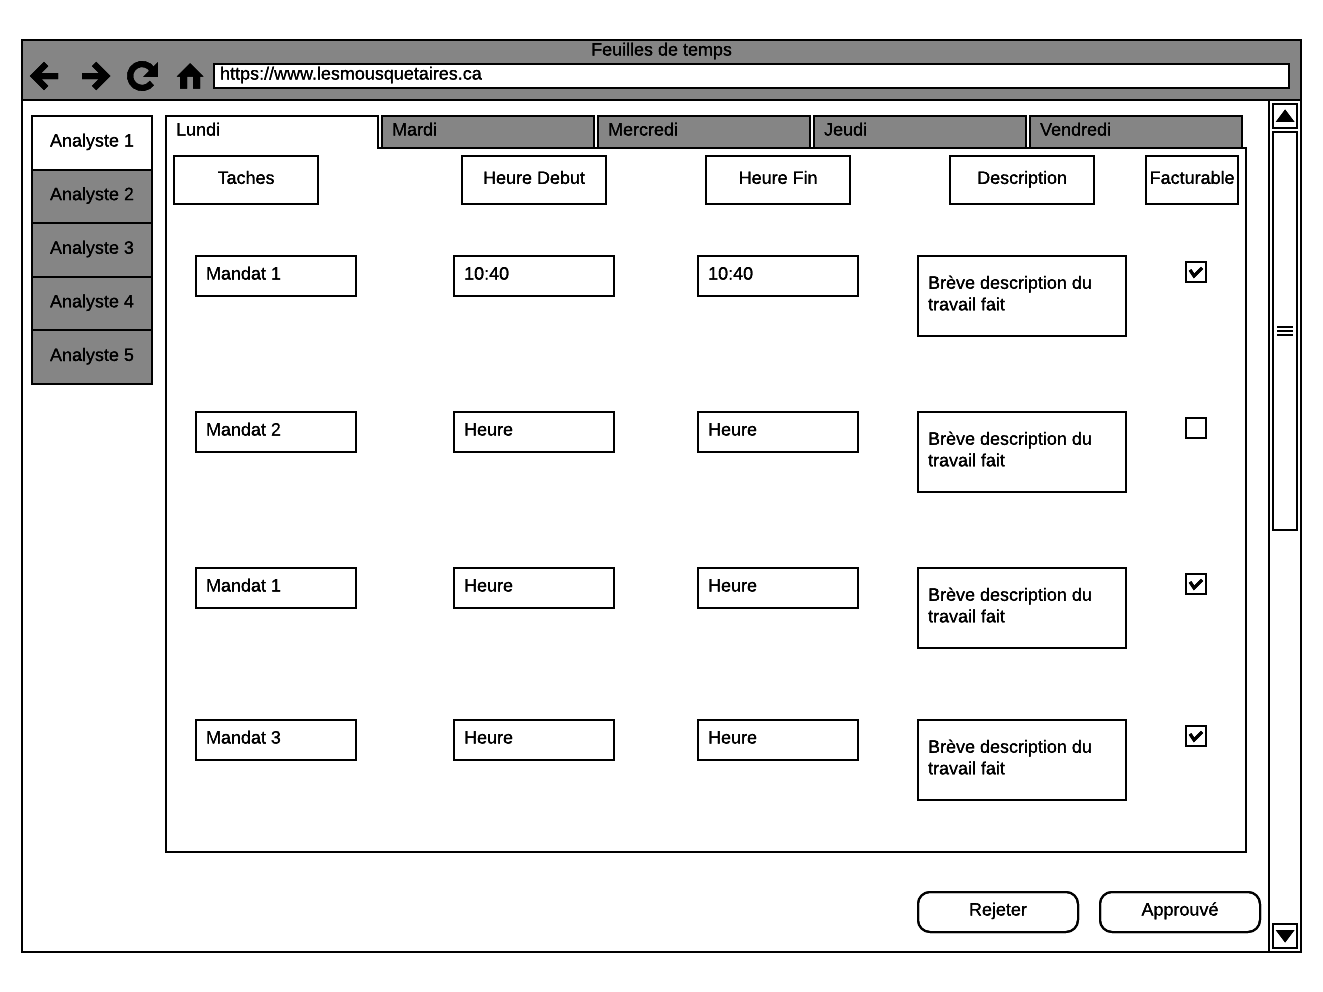 Feuilles de temps
https://www.lesmousquetaires.ca
Analyste 1
Analyste 2
Analyste 3
Analyste 4
Analyste 5
Lundi
Mardi
Mercredi
Jeudi
Vendredi
Taches
Heure Debut
Heure Fin
Description
Facturable
Mandat 1
10:40
10:40
Brève description du
travail fait
Mandat 2
Heure
Heure
Brève description du
travail fait
Mandat 1
Heure
Heure
Brève description du
travail fait
Mandat 3
Heure
Heure
Brève description du
travail fait
Rejeter
Approuvé